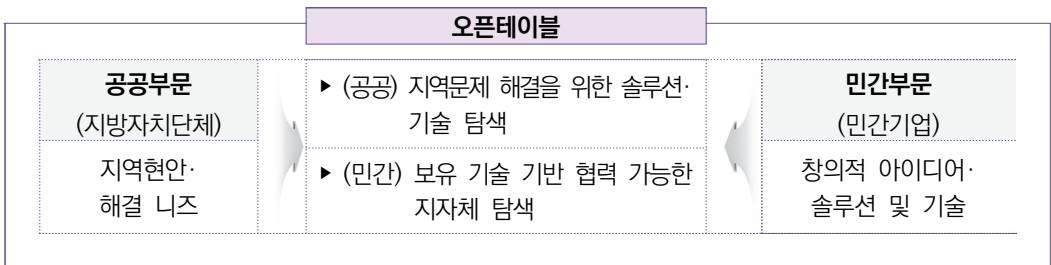 오픈테이블
공공부문
(지방자치단체)
지역현안·
해결 니즈
▶ (공공) 지역문제 해결을 위한 솔루션·
기술 탐색
▶ (민간) 보유 기술 기반 협력 가능한
지자체 탐색
민간부문
(민간기업)
창의적 아이디어·
솔루션 및 기술